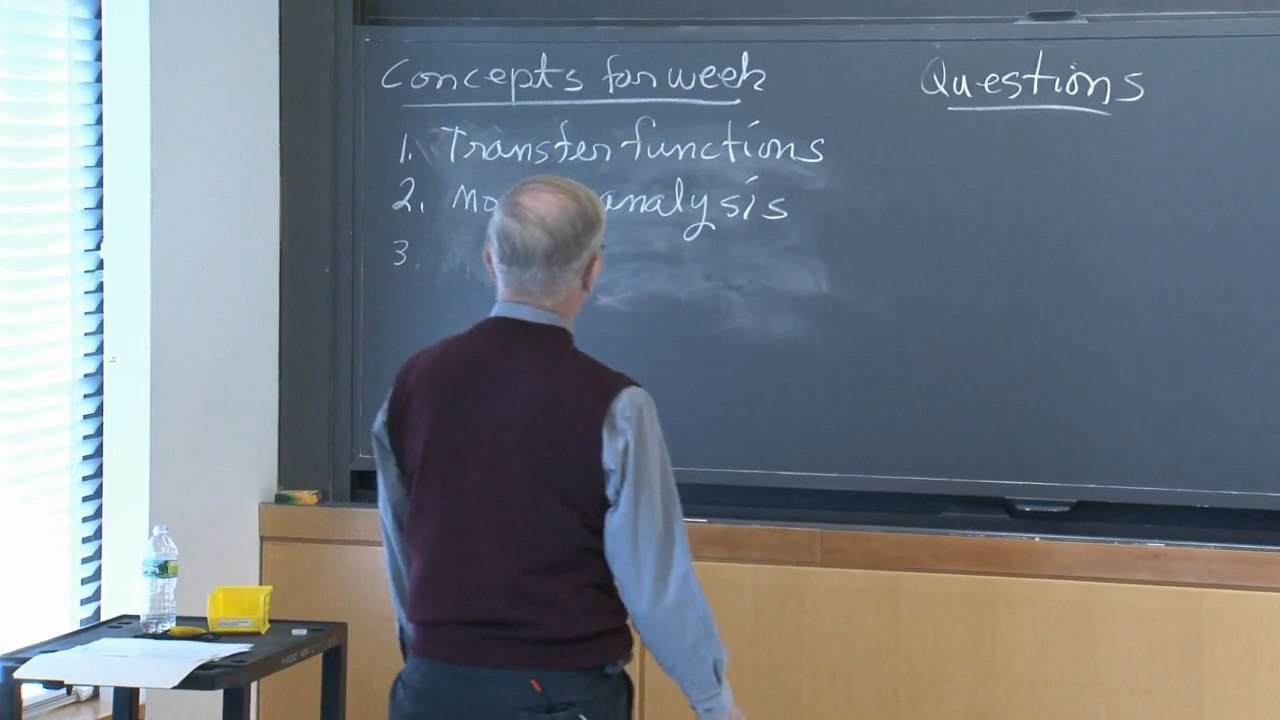 Concepts for week
1. Transfer functions
2. analysis
3.
Questions